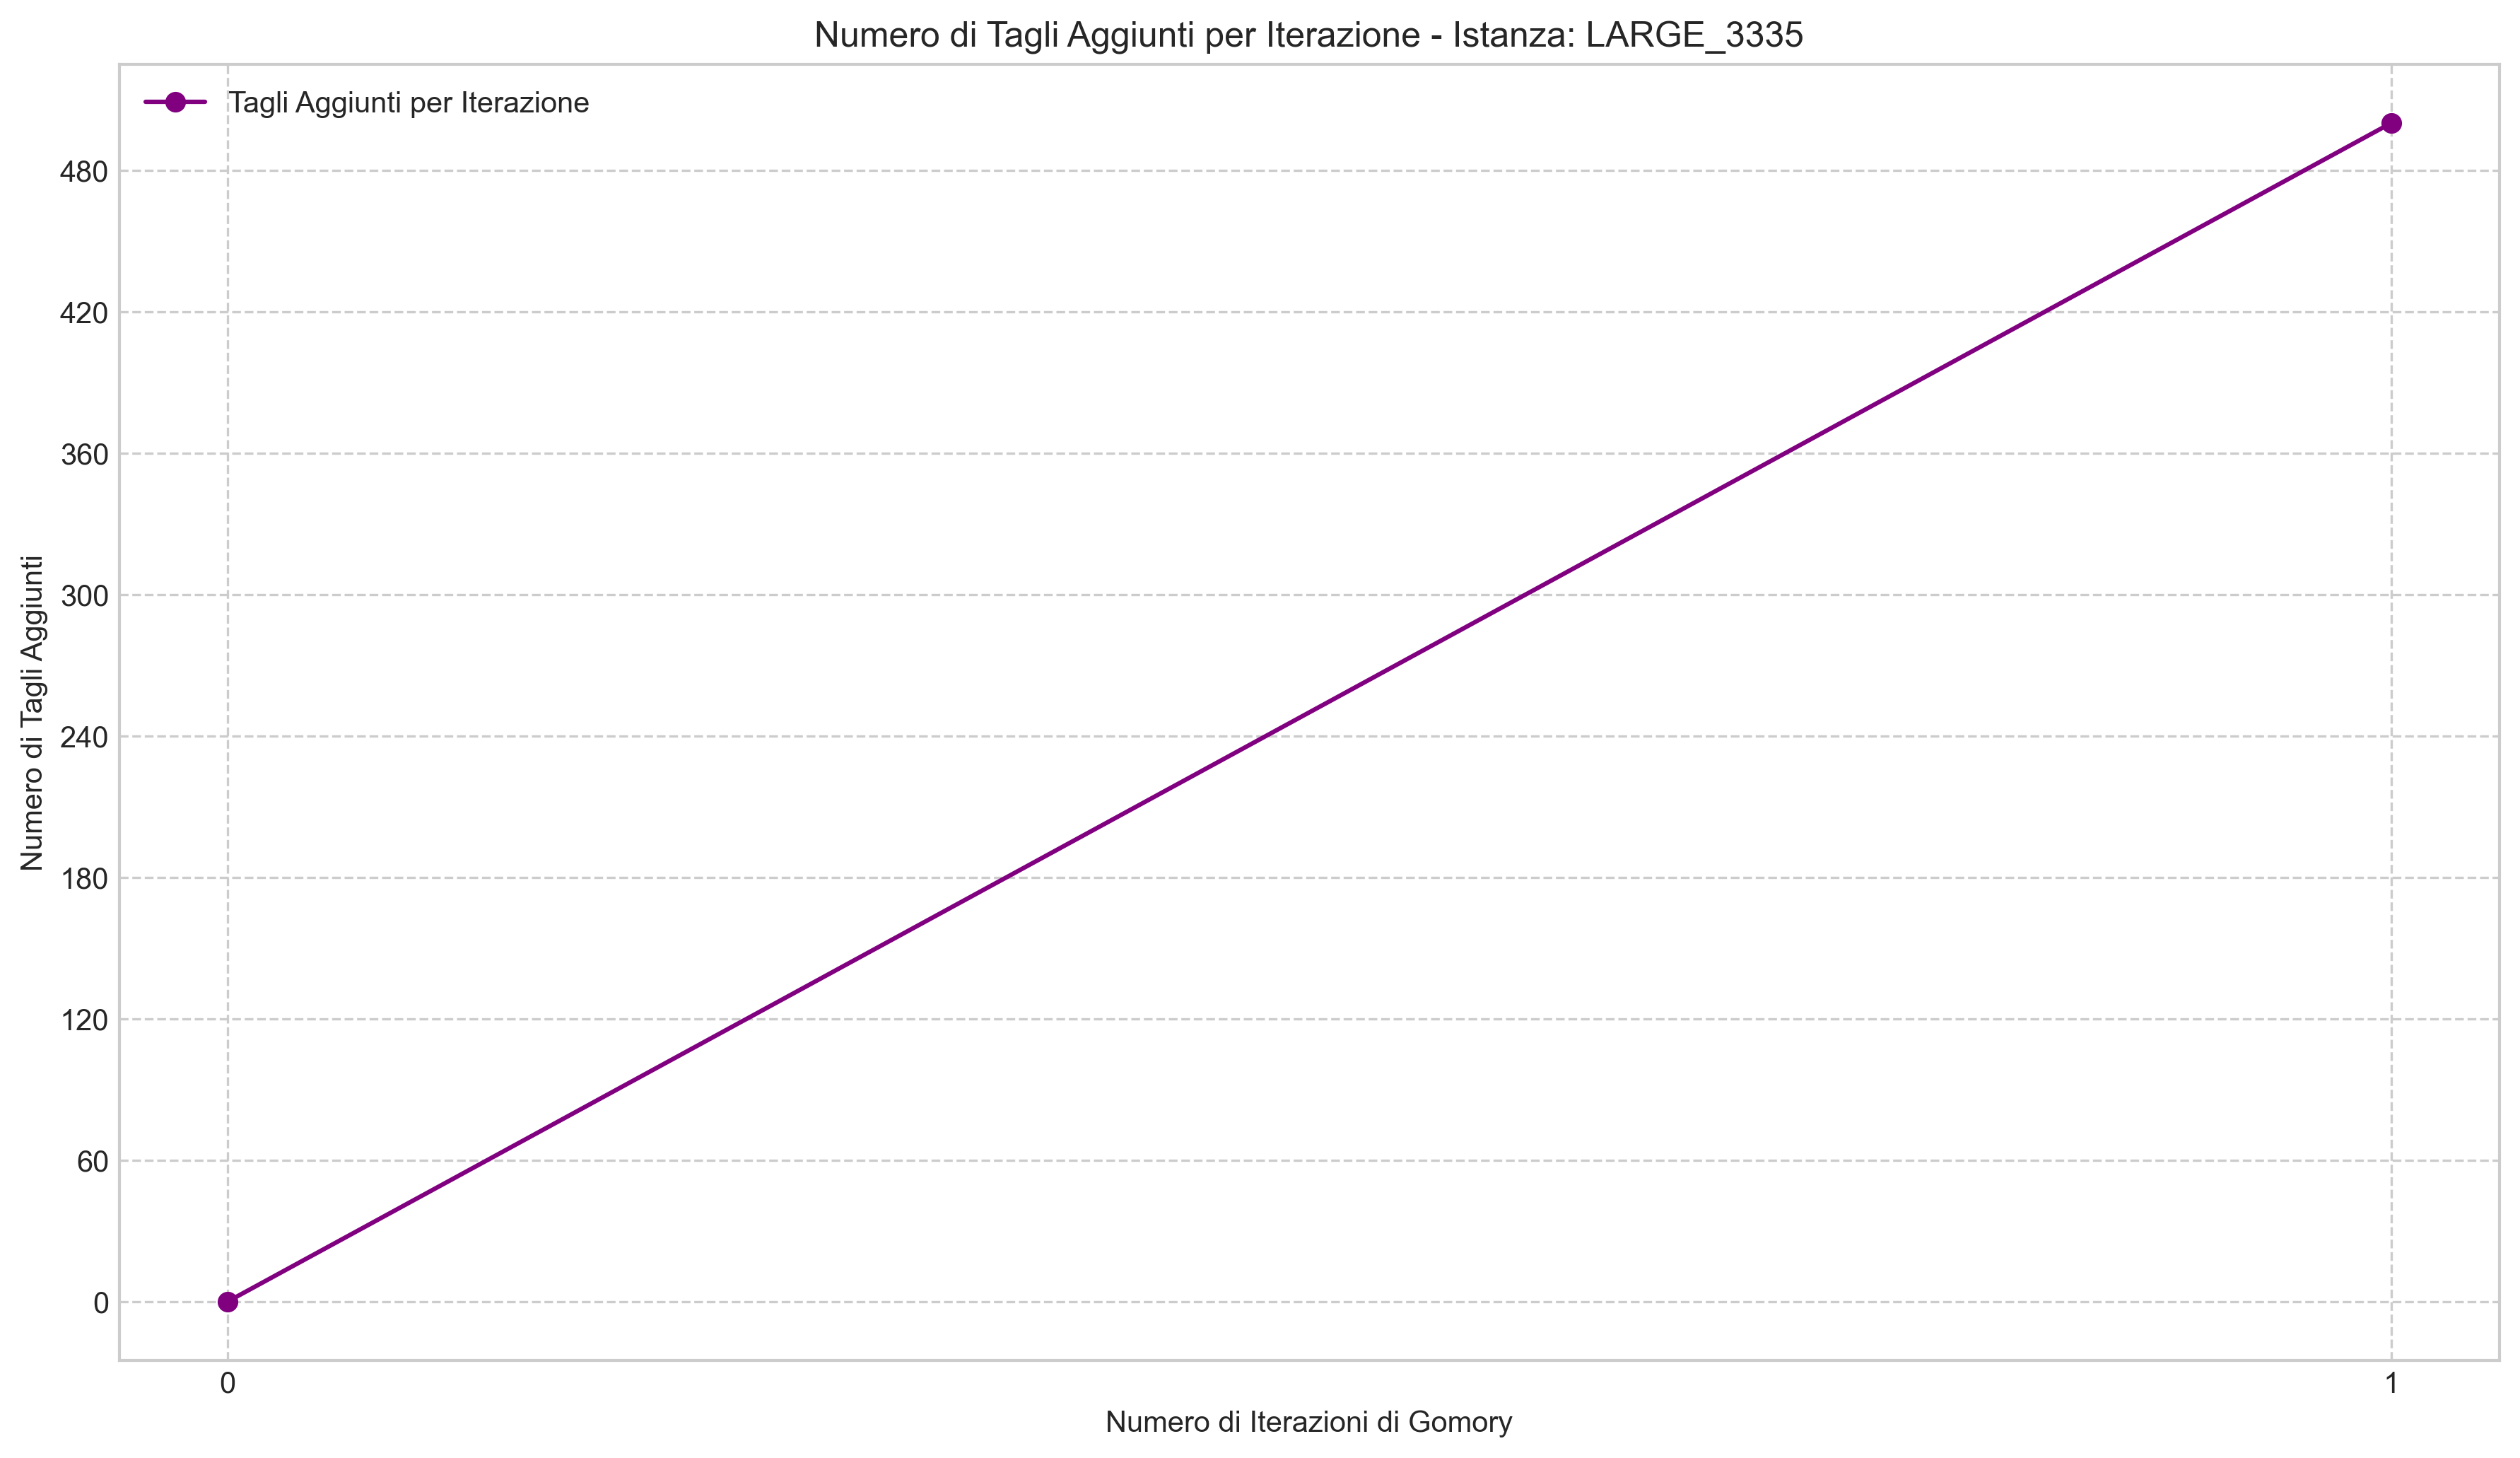 Numero di Tagli Aggiunti per Iterazione - Istanza: LARGE_3335
Tagli Aggiunti per Iterazione
Numero di Tagli Aggiunti
480
420
360
300
240
180
120
60
0
0 1
Numero di Iterazioni di Gomory